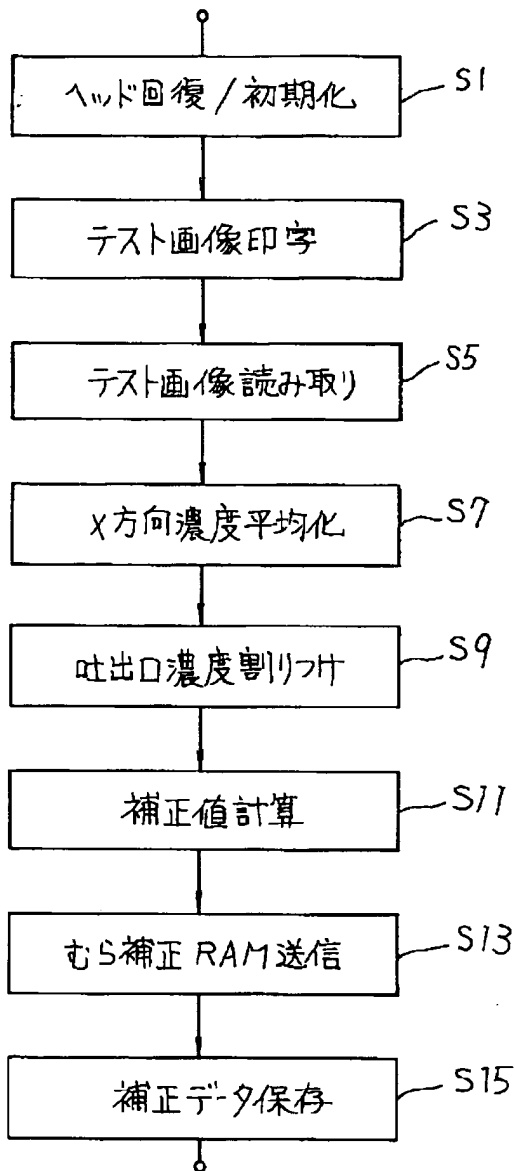 ヘッド回復/初期化 S1
テスト画像印字 S3
テスト画像読み取り S5
X方向濃度平均化 S7
吐出口濃度割りつけ S9
補正値計算 S11
むら補正RAM送信 S13
補正データ保存 S15